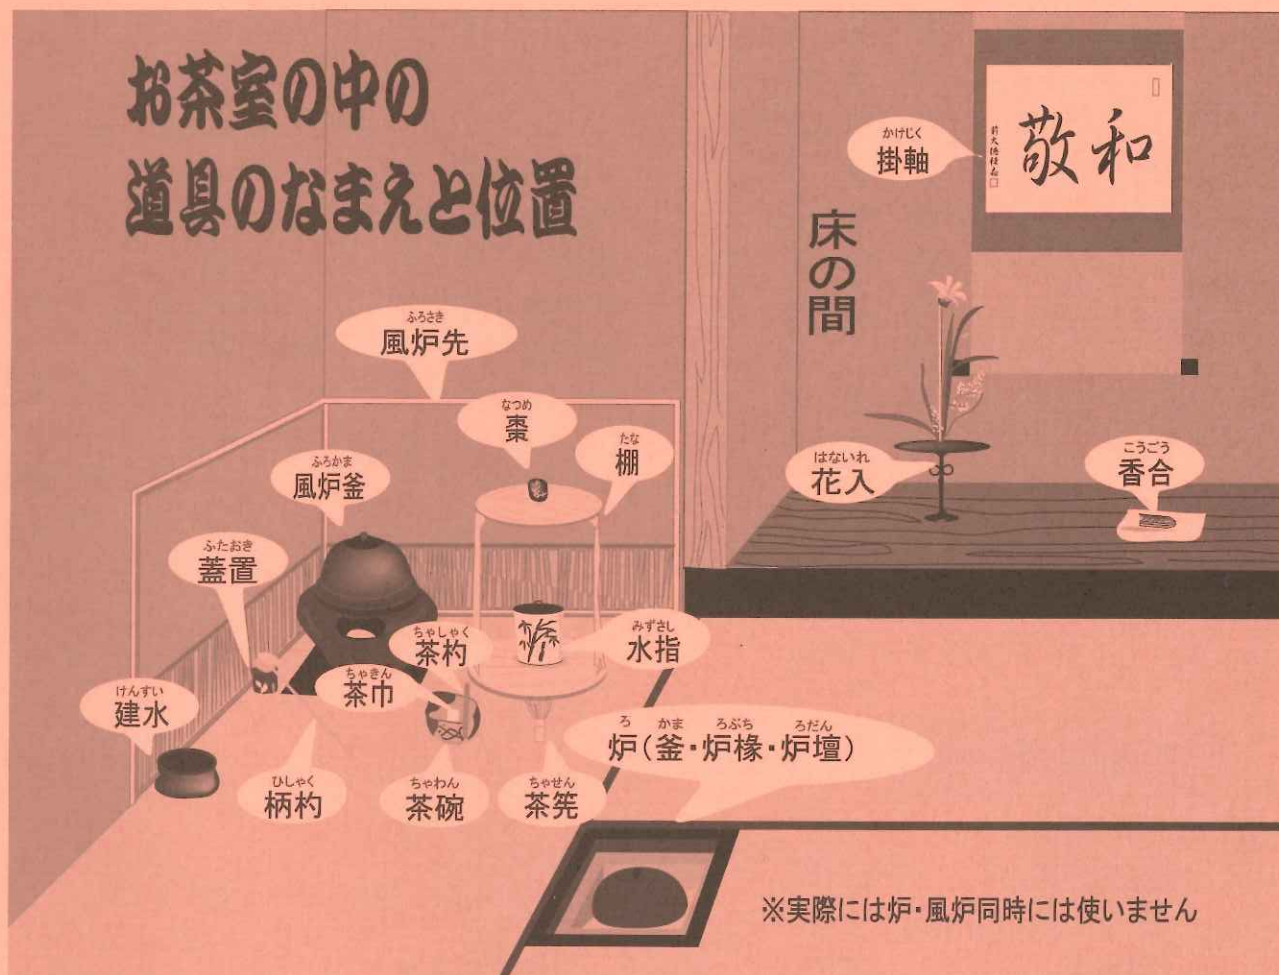 お茶室の中の
道具のなまえと位置
かけじく
掛軸
敬和
床の間
ふろさき
風炉先
なつめ
棗
たな
棚
ふろかま
風炉釜
はないれ
花入
こうごう
香合
ふたおき
蓋置
ちゃしゃく
茶杓
みずさし
水指
ちゃきん
茶巾
けんすい
建水
ろ かま ろぶち ろだん
炉(釜・炉椽・炉壇)
ひしゃく
柄杓
ちゃわん
茶碗
ちゃせん
茶筅
※実際には炉・風炉同時には使いません